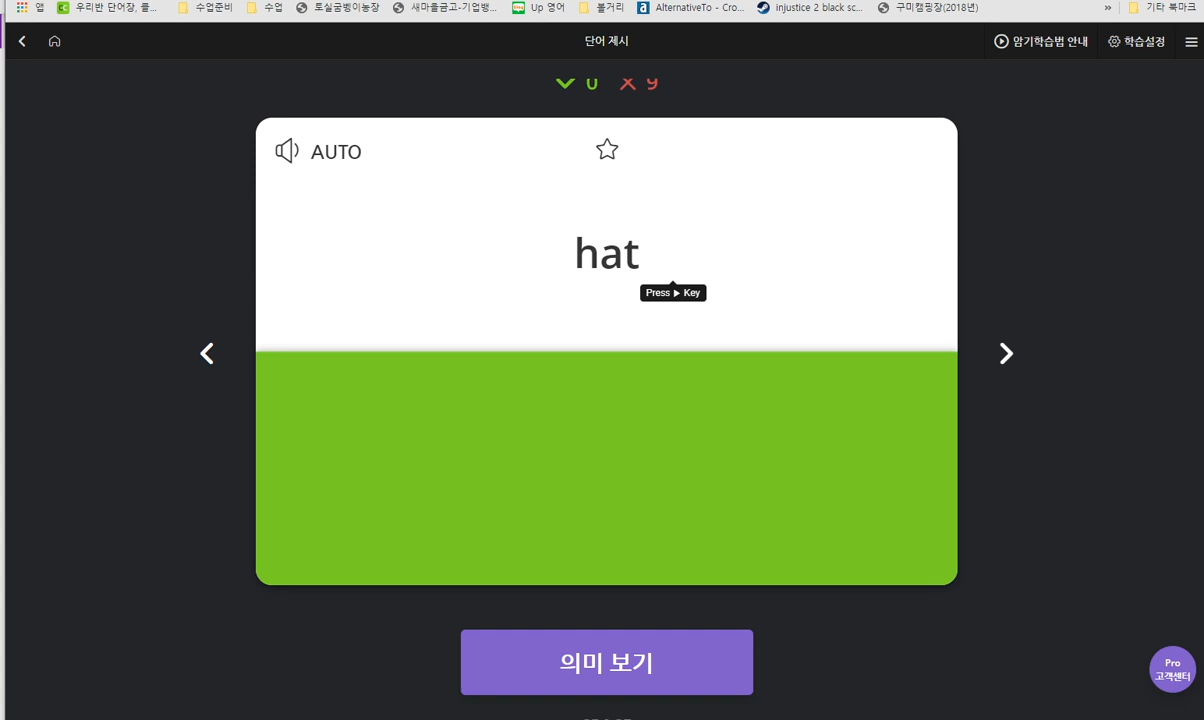 앱 우리반 단어장, 클... 수업준비 수업 토실굼벵이농장 새마을금고-기업뱅... Up 영어 볼거리 AlternativeTo - Cro... injustice 2 black sc... 구미캠핑장(2018년) » 기타 북마크
단어 제시 암기학습법 안내 학습설정
AUTO
hat
Press ▶ Key
의미 보기
Pro
고객센터